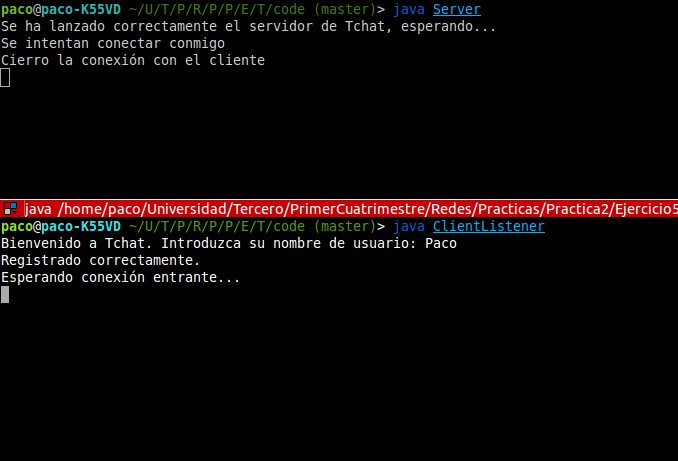 paco@paco-K55VD ~/U/T/P/R/P/P/E/T/code (master)> java Server
Se ha lanzado correctamente el servidor de Tchat, esperando...
Se intentan conectar conmigo
Cierro la conexión con el cliente
java /home/paco/Universidad/Tercero/PrimerCuatrimestre/Redes/Practicas/Practica2/Ejercicio5
paco@paco-K55VD ~/U/T/P/R/P/P/E/T/code (master)> java ClientListener
Bienvenido a Tchat. Introduzca su nombre de usuario: Paco
Registrado correctamente.
Esperando conexión entrante...